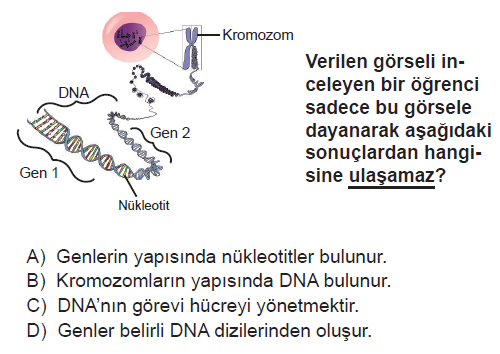 Kromozom
DNA
Gen 2
Gen 1
Nükleotit
Verilen görseli in-
celeyen bir öğrenci
sadece bu görsele
dayanarak aşağıdaki
sonuçlardan hangi-
sine ulaşamaz?
A) Genlerin yapısında nükleotitler bulunur.
B) Kromozomların yapısında DNA bulunur.
C) DNA’nın görevi hücreyi yönetmektir.
D) Genler belirli DNA dizilerinden oluşur.